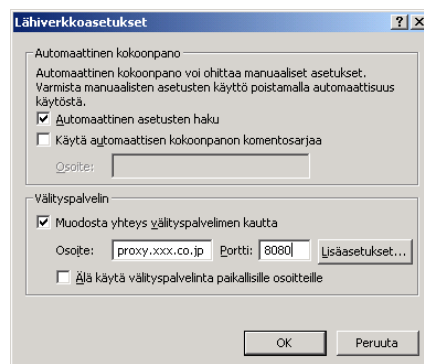 Lähiverkkoasetukset
Automaattinen kokoonpano
Automaattinen kokoonpano voi ohittaa manuaaliset asetukset.
Varmista manuaalisten asetusten käyttö poistamalla automaattisuus
käytöstä.
Automaattinen asetusten haku
Käytä automaattisen kokoonpanon komentosarjaa
Osoite:
Välityspalvelin
Muodosta yhteys välityspalvelimen kautta
Osoite: proxy.xxx.co.jp Portti: 8080 Lisäasetukset...
Älä käytä välityspalvelinta paikallisille osoitteille
OK Peruuta